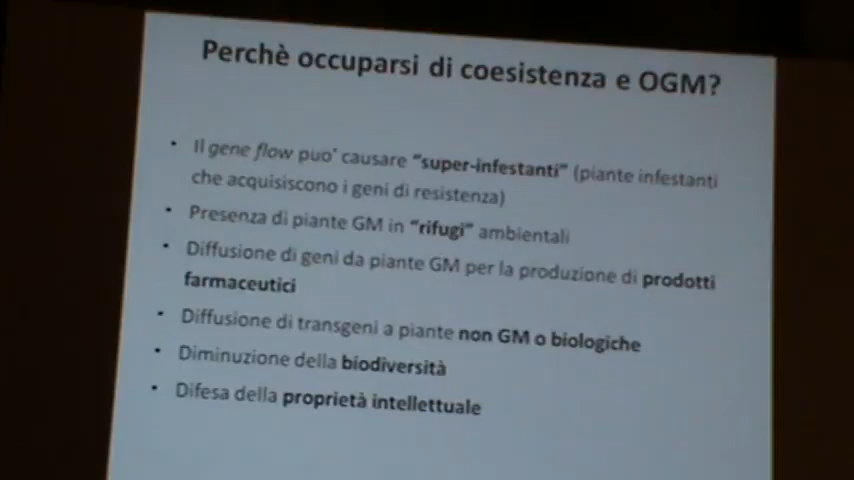 Perchè occuparsi di coesistenza e OGM?
• Il gene flow puo' causare "super-infestanti" (piante infestanti
che acquisiscono i geni di resistenza)
• Presenza di piante GM in "rifugi" ambientali
• Diffusione di geni da piante GM per la produzione di prodotti
farmaceutici
• Diffusione di transgeni a piante non GM o biologiche
• Diminuzione della biodiversità
• Difesa della proprietà intellettuale